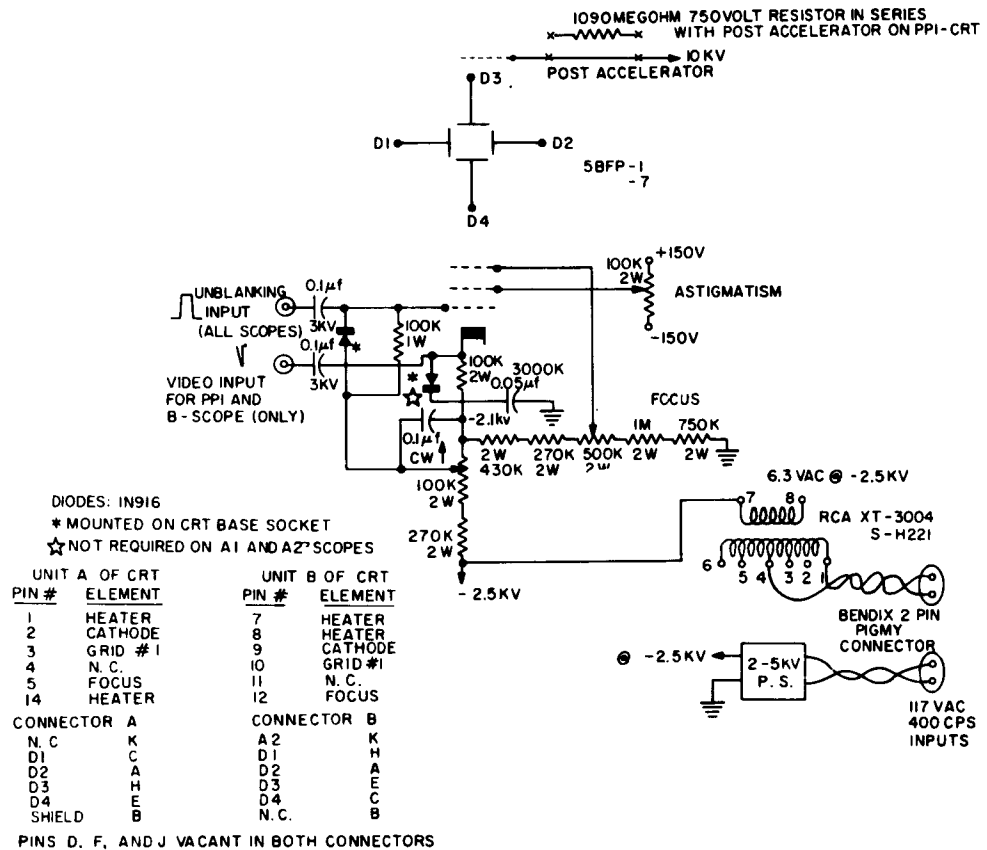 1090 MEGOHM 750 VOLT RESISTOR IN SERIES
WITH POST ACCELERATOR ON PPI-CRT
10 KV
POST ACCELERATOR
D3
D1
D2
5BFP-1
-7
D4
+150V
100K
2W
ASTIGMATISM
-150V
UNBLANKING
INPUT
(ALL SCOPES)
0.1µf
3KV
*
100K
1W
VIDEO INPUT
FOR PPI AND
B-SCOPE (ONLY)
0.1µf
3KV
*
☆
100K
2W
3000K
0.05µf
-2.1kv
0.1µf
CW
FCCUS
2W
430K
270K
2W
500K
2W
1M
2W
750K
2W
100K
2W
270K
2W
-2.5KV
6.3 VAC @ -2.5KV
7 8
RCA XT-3004
S-H221
6 5 4 3 2 1
BENDIX 2 PIN
PIGMY
CONNECTOR
@ -2.5KV
2-5KV
P. S.
117 VAC
400 CPS
INPUTS
DIODES: IN916
* MOUNTED ON CRT BASE SOCKET
☆ NOT REQUIRED ON A1 AND A2 SCOPES
UNIT A OF CRT
PIN # ELEMENT
1 HEATER
2 CATHODE
3 GRID #1
4 N.C.
5 FOCUS
14 HEATER
UNIT B OF CRT
PIN # ELEMENT
7 HEATER
8 HEATER
9 CATHODE
10 GRID #1
11 N.C.
12 FOCUS
CONNECTOR A
N.C K
D1 C
D2 A
D3 H
D4 E
SHIELD B
CONNECTOR B
A2 K
D1 H
D2 A
D3 E
D4 C
N.C. B
PINS D, F, AND J VACANT IN BOTH CONNECTORS